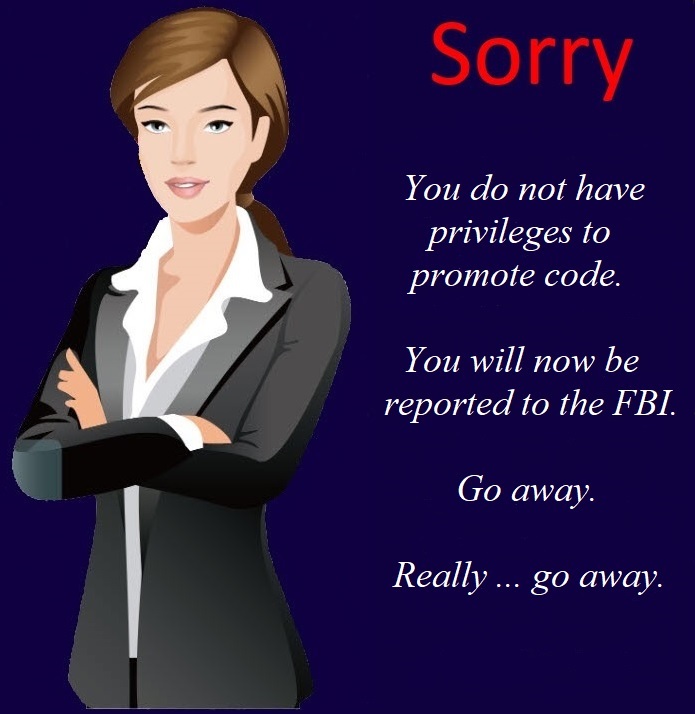 Sorry
You do not have
privileges to
promote code.
You will now be
reported to the FBI.
Go away.
Really ... go away.